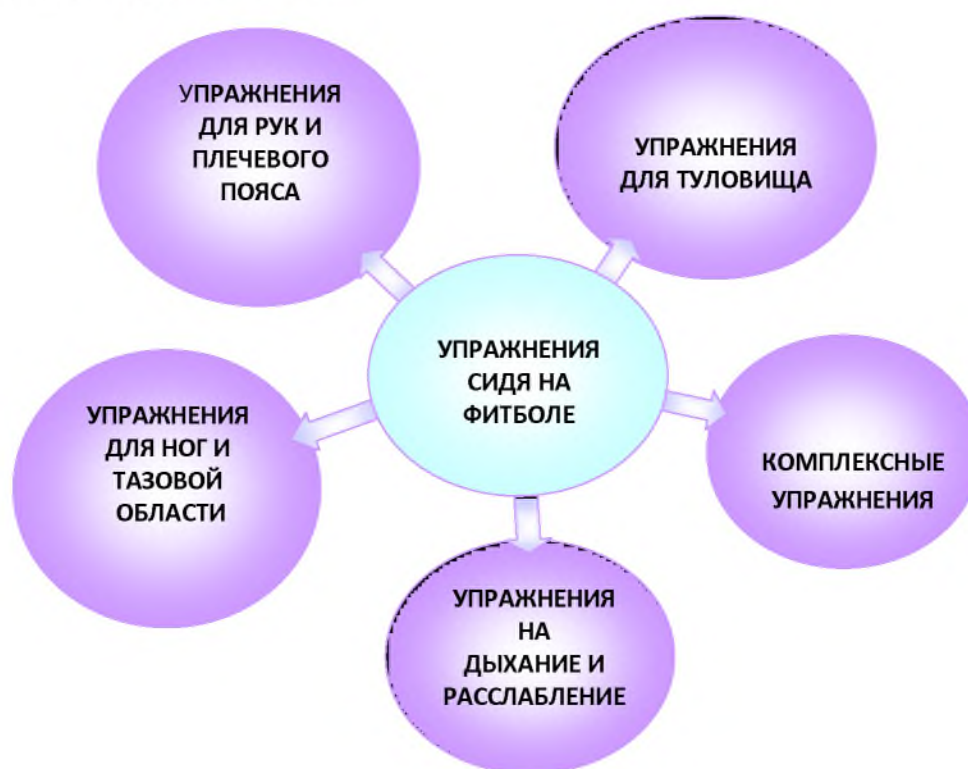 УПРАЖНЕНИЯ
ДЛЯ РУК И
ПЛЕЧЕВОГО
ПОЯСА
УПРАЖНЕНИЯ
ДЛЯ ТУЛОВИЩА
УПРАЖНЕНИЯ
СИДЯ НА
ФИТБОЛЕ
УПРАЖНЕНИЯ
ДЛЯ НОГ И
ТАЗОВОЙ
ОБЛАСТИ
КОМПЛЕКСНЫЕ
УПРАЖНЕНИЯ
УПРАЖНЕНИЯ
НА
ДЫХАНИЕ И
РАССЛАБЛЕНИЕ